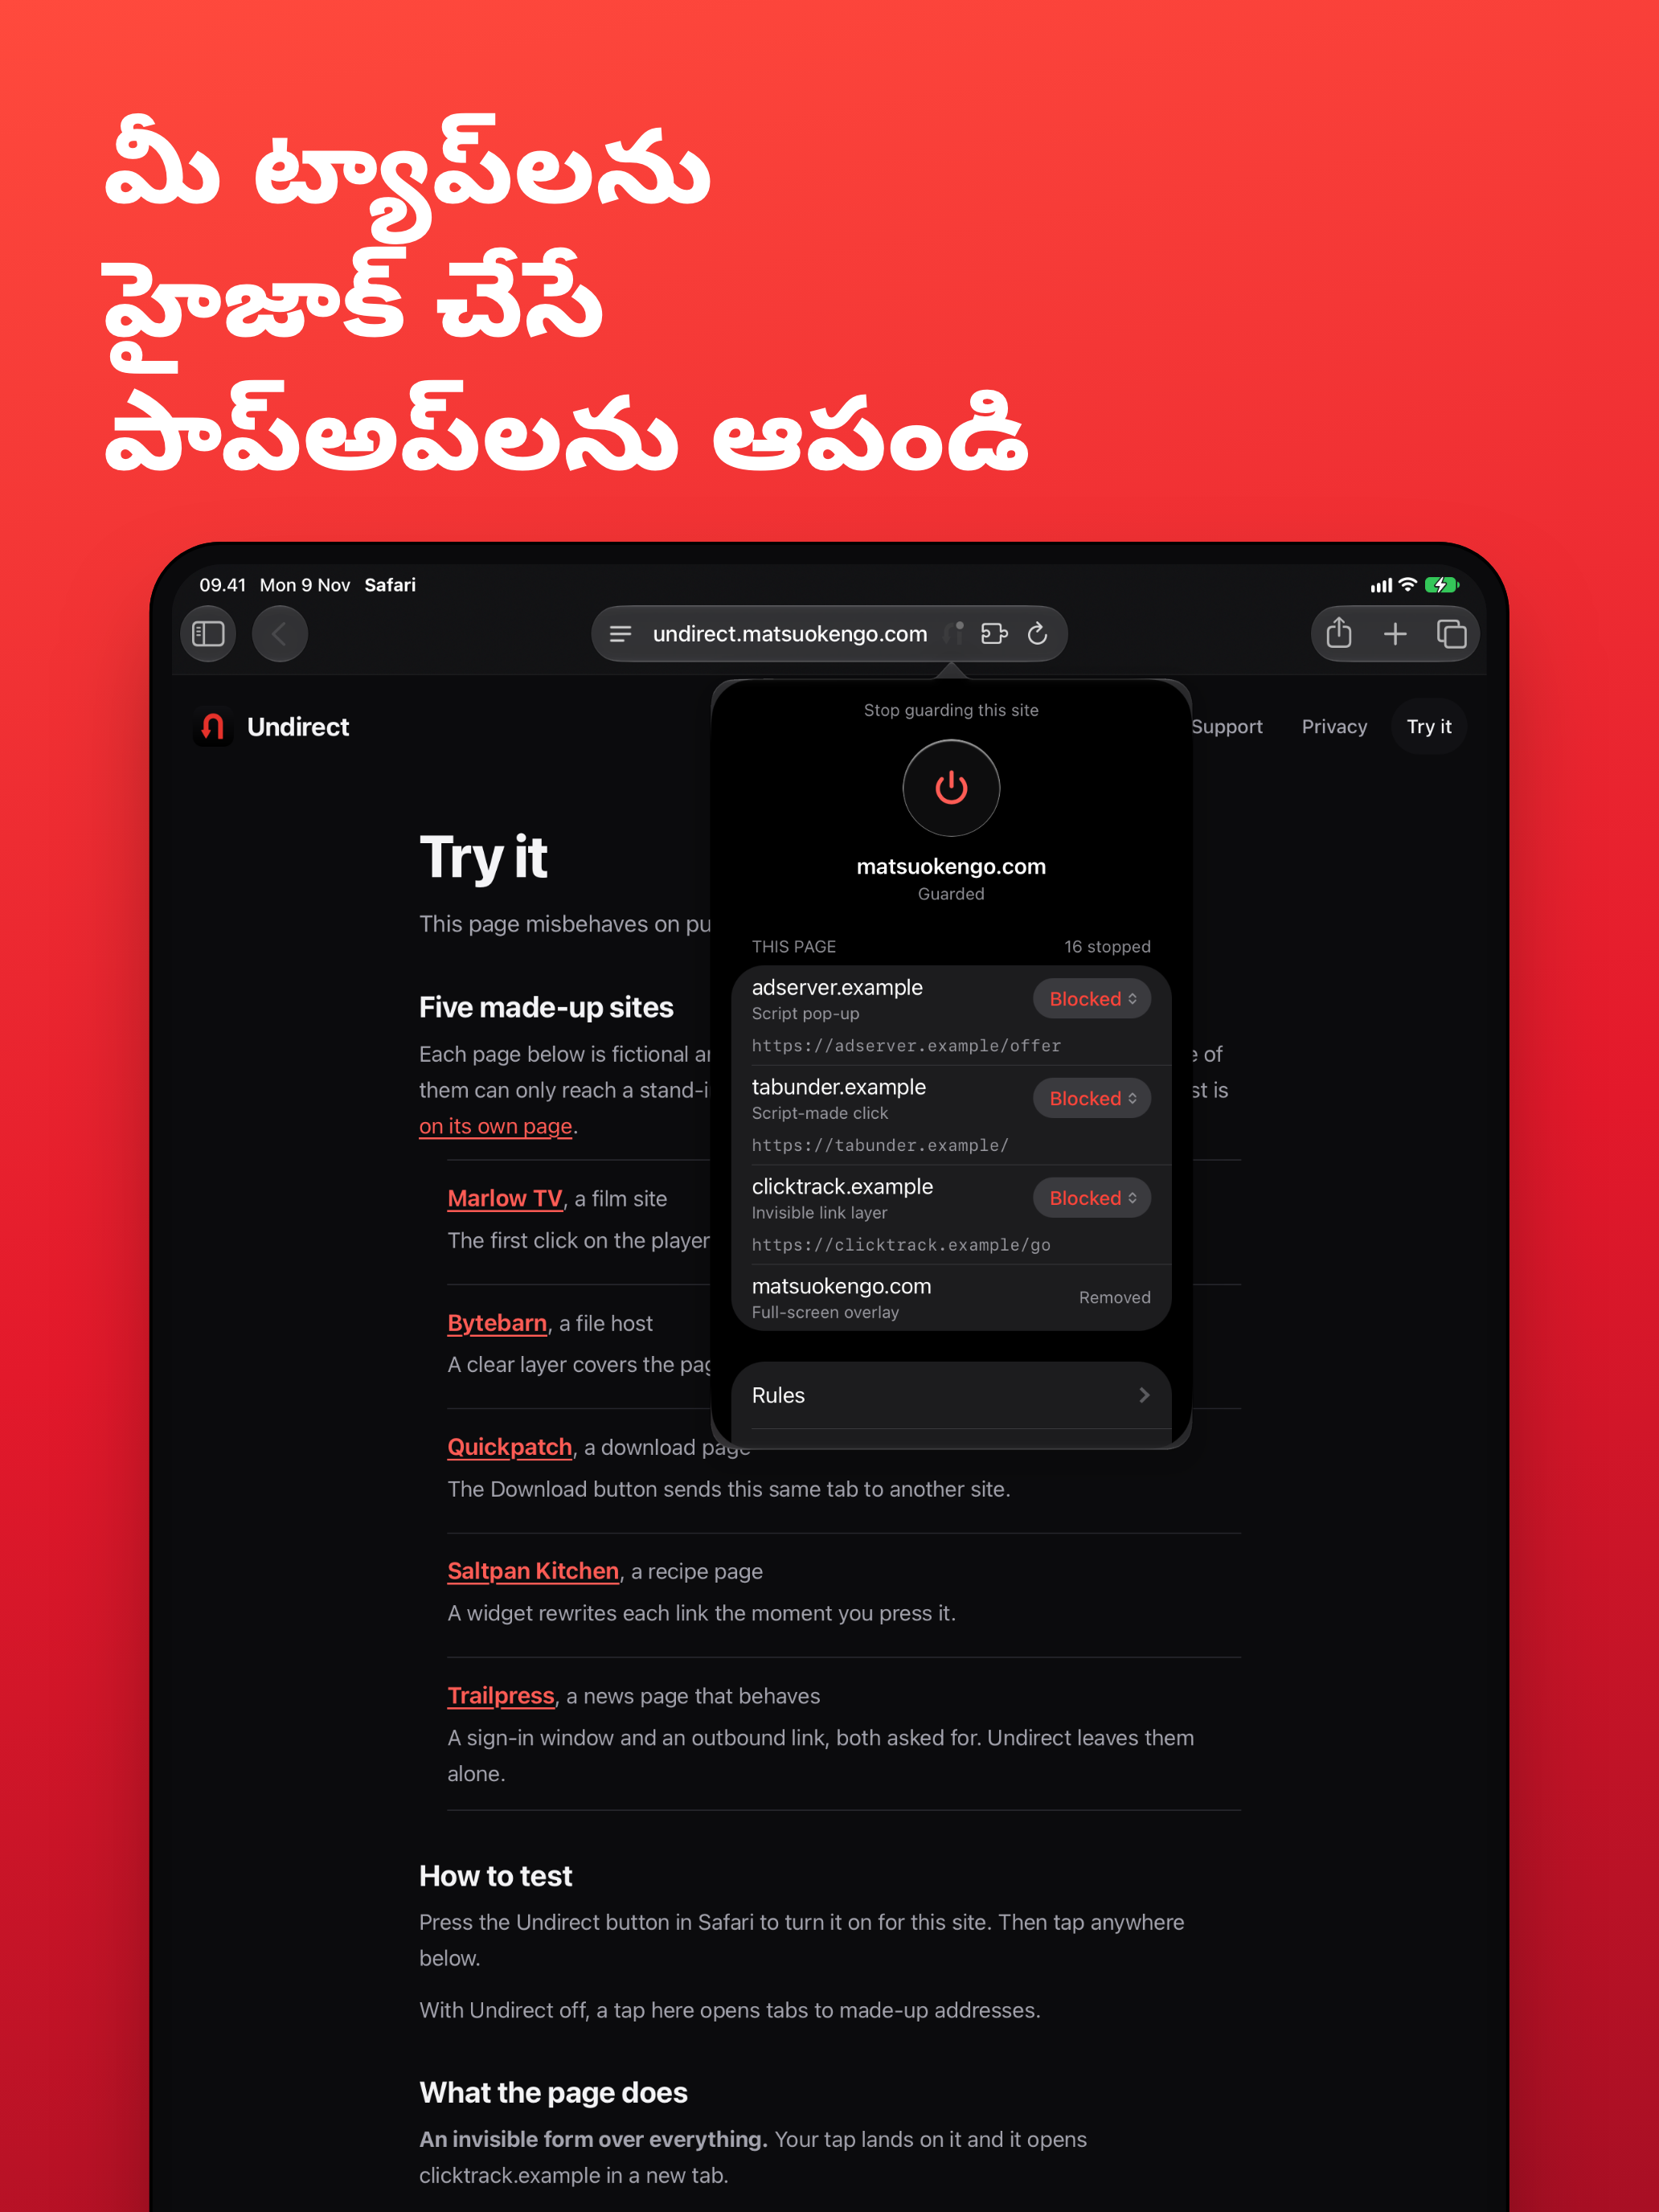 మీ ట్యాప్‌లను
హైజాక్ చేసే
పాప్‌అప్‌లను ఆపండి
09.41 Mon 9 Nov Safari
undirect.matsuokengo.com
Undirect
Support Privacy Try it
Stop guarding this site
matsuokengo.com
Guarded
THIS PAGE 16 stopped
adserver.example
Script pop-up
Blocked
https://adserver.example/offer
tabunder.example
Script-made click
Blocked
https://tabunder.example/
clicktrack.example
Invisible link layer
Blocked
https://clicktrack.example/go
matsuokengo.com
Full-screen overlay
Removed
Rules
Try it
This page misbehaves on
Five made-up sites
Each page below is fictional of
them can only reach a is
on its own page.
Marlow TV, a film site
The first click on the player
Bytebarn, a file host
A clear layer covers the
Quickpatch, a download page
The Download button sends this same tab to another site.
Saltpan Kitchen, a recipe page
A widget rewrites each link the moment you press it.
Trailpress, a news page that behaves
A sign-in window and an outbound link, both asked for. Undirect leaves them
alone.
How to test
Press the Undirect button in Safari to turn it on for this site. Then tap anywhere
below.
With Undirect off, a tap here opens tabs to made-up addresses.
What the page does
An invisible form over everything. Your tap lands on it and it opens
clicktrack.example in a new tab.